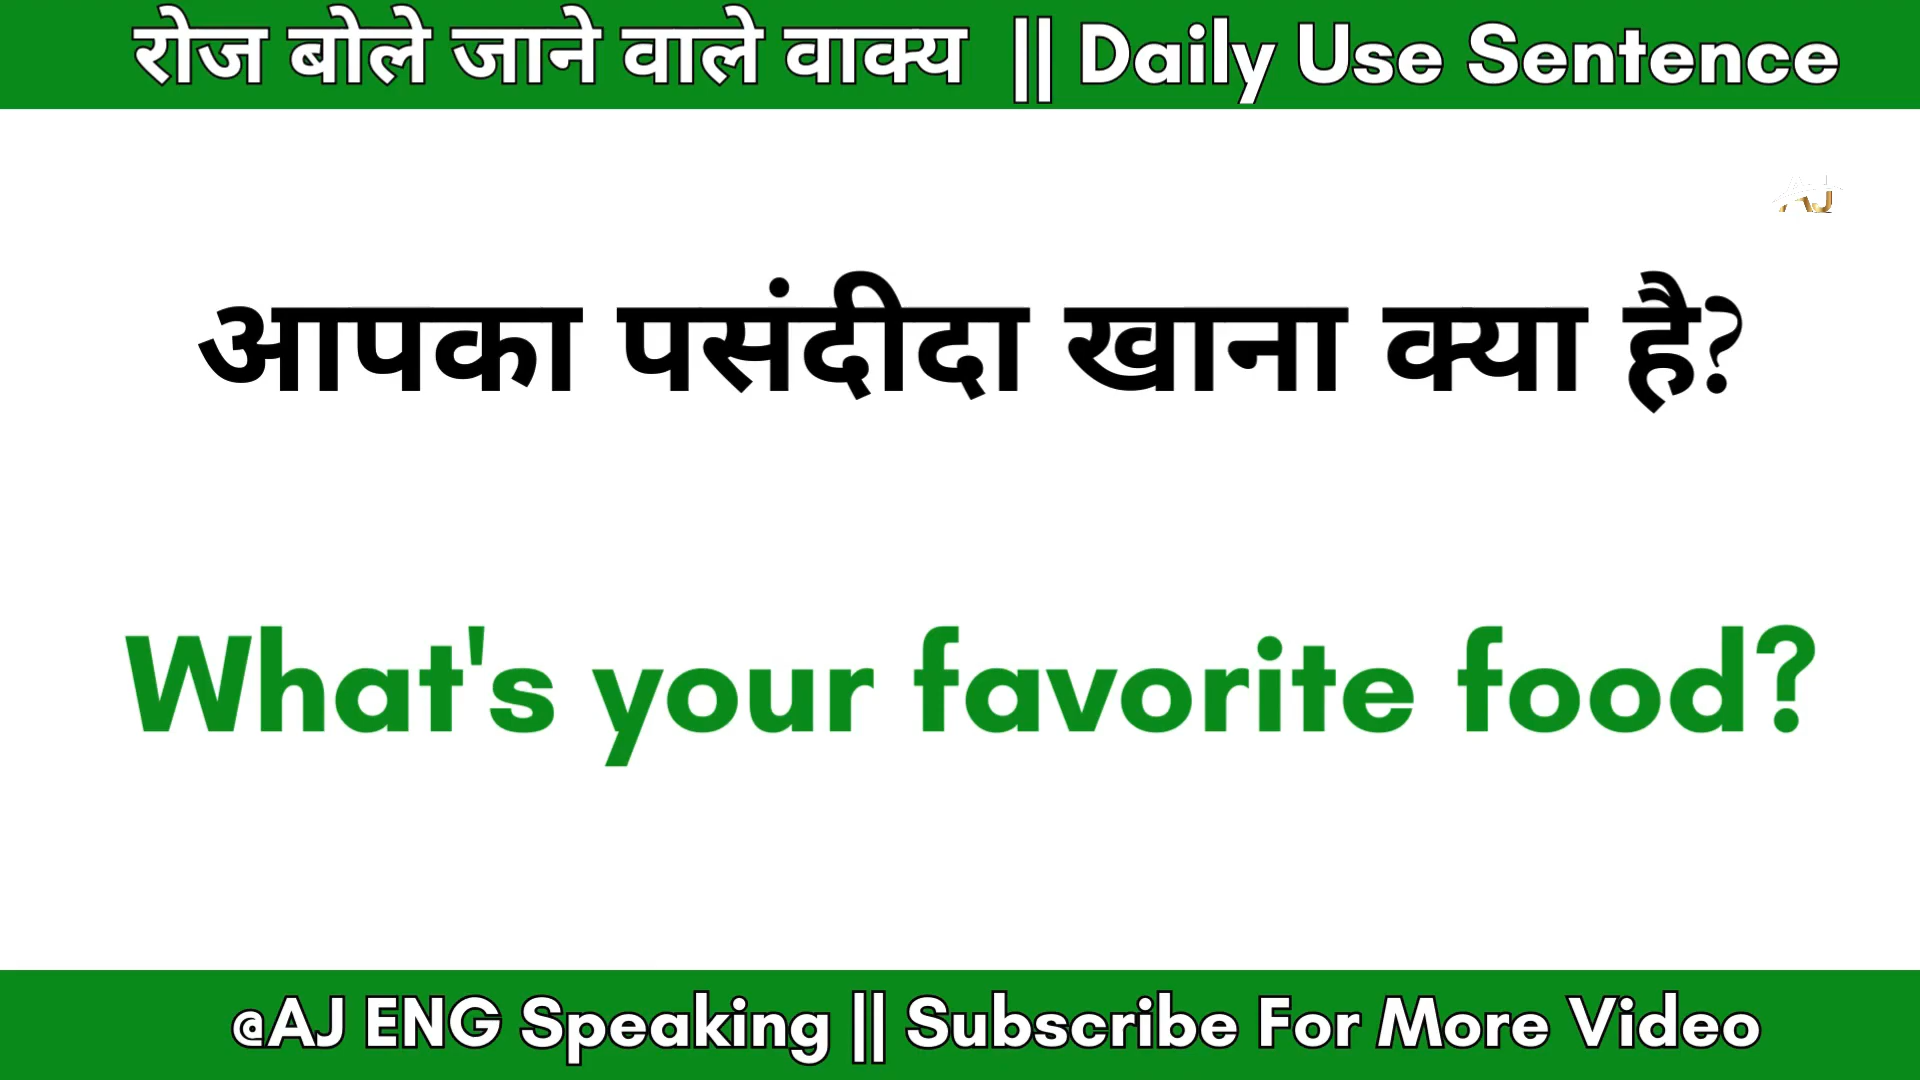 रोज बोले जाने वाले वाक्य || Daily Use Sentence
AJ
आपका पसंदीदा खाना क्या है?
What's your favorite food?
@AJ ENG Speaking || Subscribe For More Video